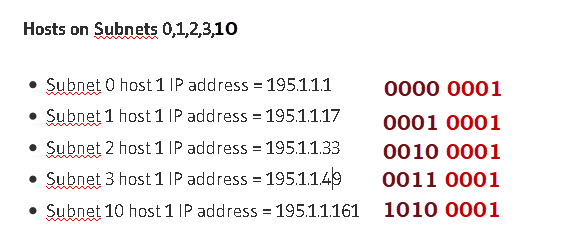 Hosts on Subnets 0,1,2,3,10
• Subnet 0 host 1 IP address = 195.1.1.1 0000 0001
• Subnet 1 host 1 IP address = 195.1.1.17 0001 0001
• Subnet 2 host 1 IP address = 195.1.1.33 0010 0001
• Subnet 3 host 1 IP address = 195.1.1.49 0011 0001
• Subnet 10 host 1 IP address = 195.1.1.161 1010 0001